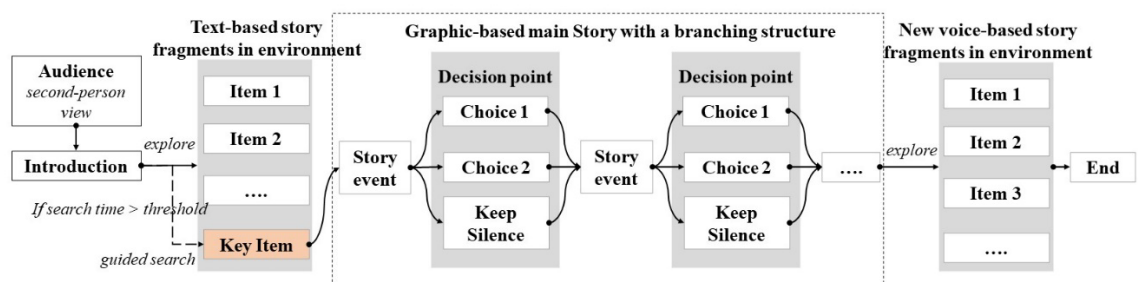 Audience
second-person
view
Introduction
explore
If search time > threshold
guided search
Text-based story
fragments in environment
Item 1
Item 2
....
Key Item
Graphic-based main Story with a branching structure
Story
event
Decision point
Choice 1
Choice 2
Keep
Silence
Story
event
Decision point
Choice 1
Choice 2
Keep
Silence
....
explore
New voice-based story
fragments in environment
Item 1
Item 2
Item 3
....
End